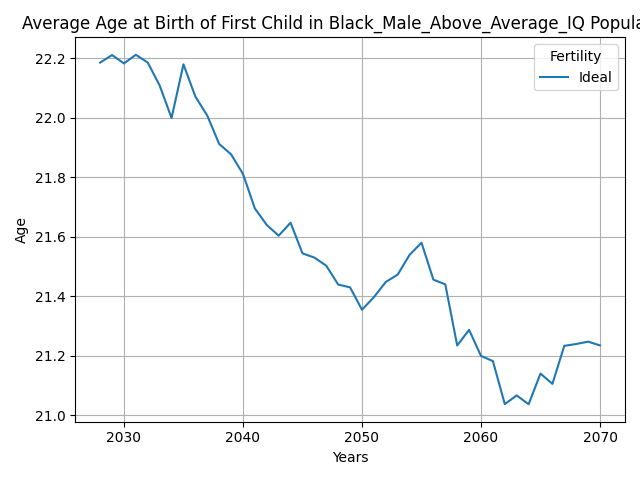 Average Age at Birth of First Child in Black_Male_Above_Average_IQ Popula
Fertility
Ideal
22.2
22.0
21.8
21.6
21.4
21.2
21.0
Age
2030 2040 2050 2060 2070
Years